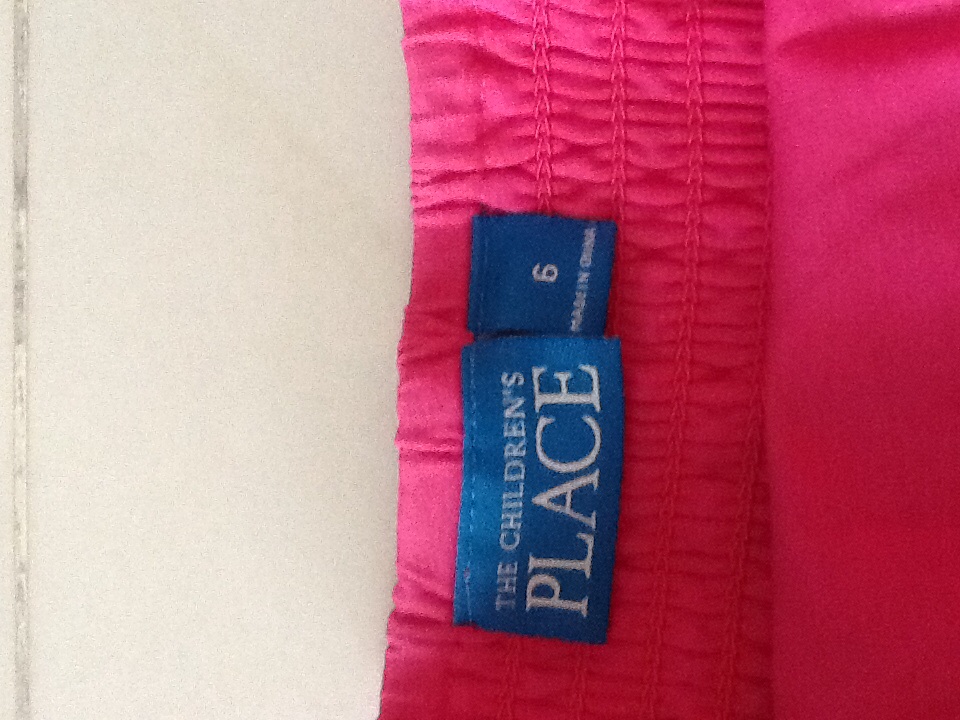 THE CHILDREN'S
PLACE
6
MADE IN CHINA